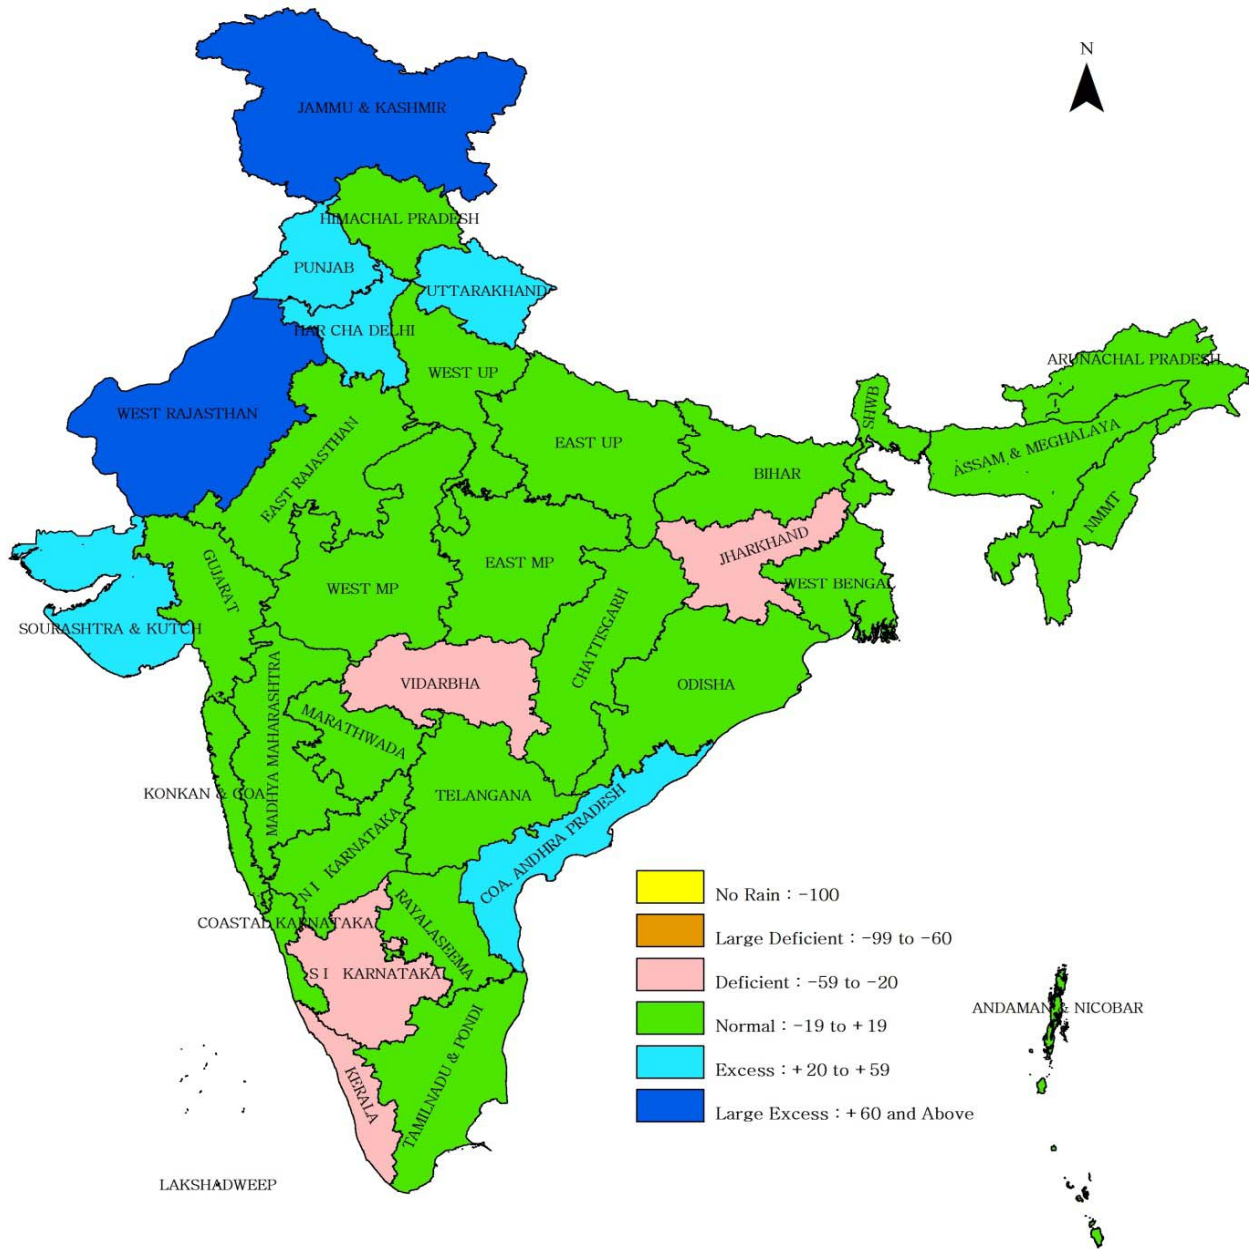 N
JAMMU & KASHMIR
HIMACHAL PRADESH
PUNJAB
UTTARAKHAND
HAR CHA DELHI
ARUNACHAL PRADESH
WEST UP
WEST RAJASTHAN
SHWB
EAST UP
ASSAM & MEGHALAYA
EAST RAJASTHAN
BIHAR
NMMT
JHARKHAND
EAST MP
GUJARAT
WEST MP
WEST BENGAL
SOURASHTRA & KUTCH
CHATTISGARH
VIDARBHA
ODISHA
MADHYA MAHARASHTRA
MARATHWADA
KONKAN & GOA
TELANGANA
COA. ANDHRA PRADESH
N I KARNATAKA
RAYALASEEMA
COASTAL KARNATAKA
S I KARNATAKA
TAMILNADU & PONDI
KERALA
LAKSHADWEEP
ANDAMAN & NICOBAR
No Rain : -100
Large Deficient : -99 to -60
Deficient : -59 to -20
Normal : -19 to +19
Excess : +20 to +59
Large Excess : +60 and Above